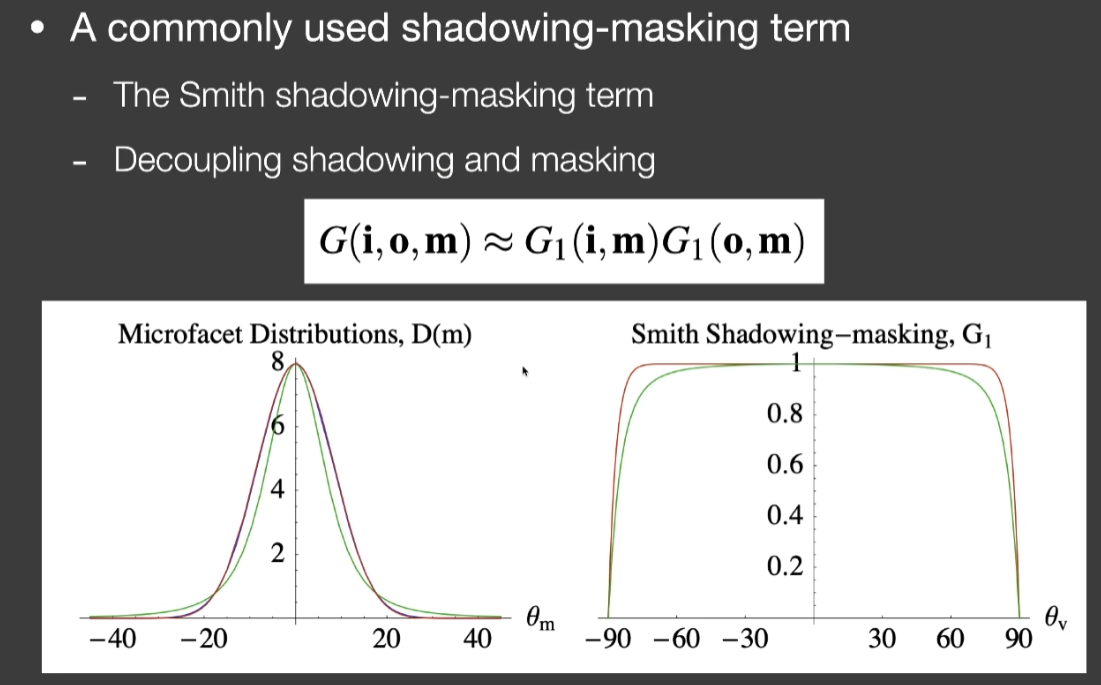 • A commonly used shadowing-masking term
- The Smith shadowing-masking term
- Decoupling shadowing and masking
G(i, o, m) ≈ G₁(i, m)G₁(o, m)
Microfacet Distributions, D(m)
8
6
4
2
−40 −20 20 40 θm
Smith Shadowing−masking, G₁
1
0.8
0.6
0.4
0.2
−90 −60 −30 30 60 90 θv